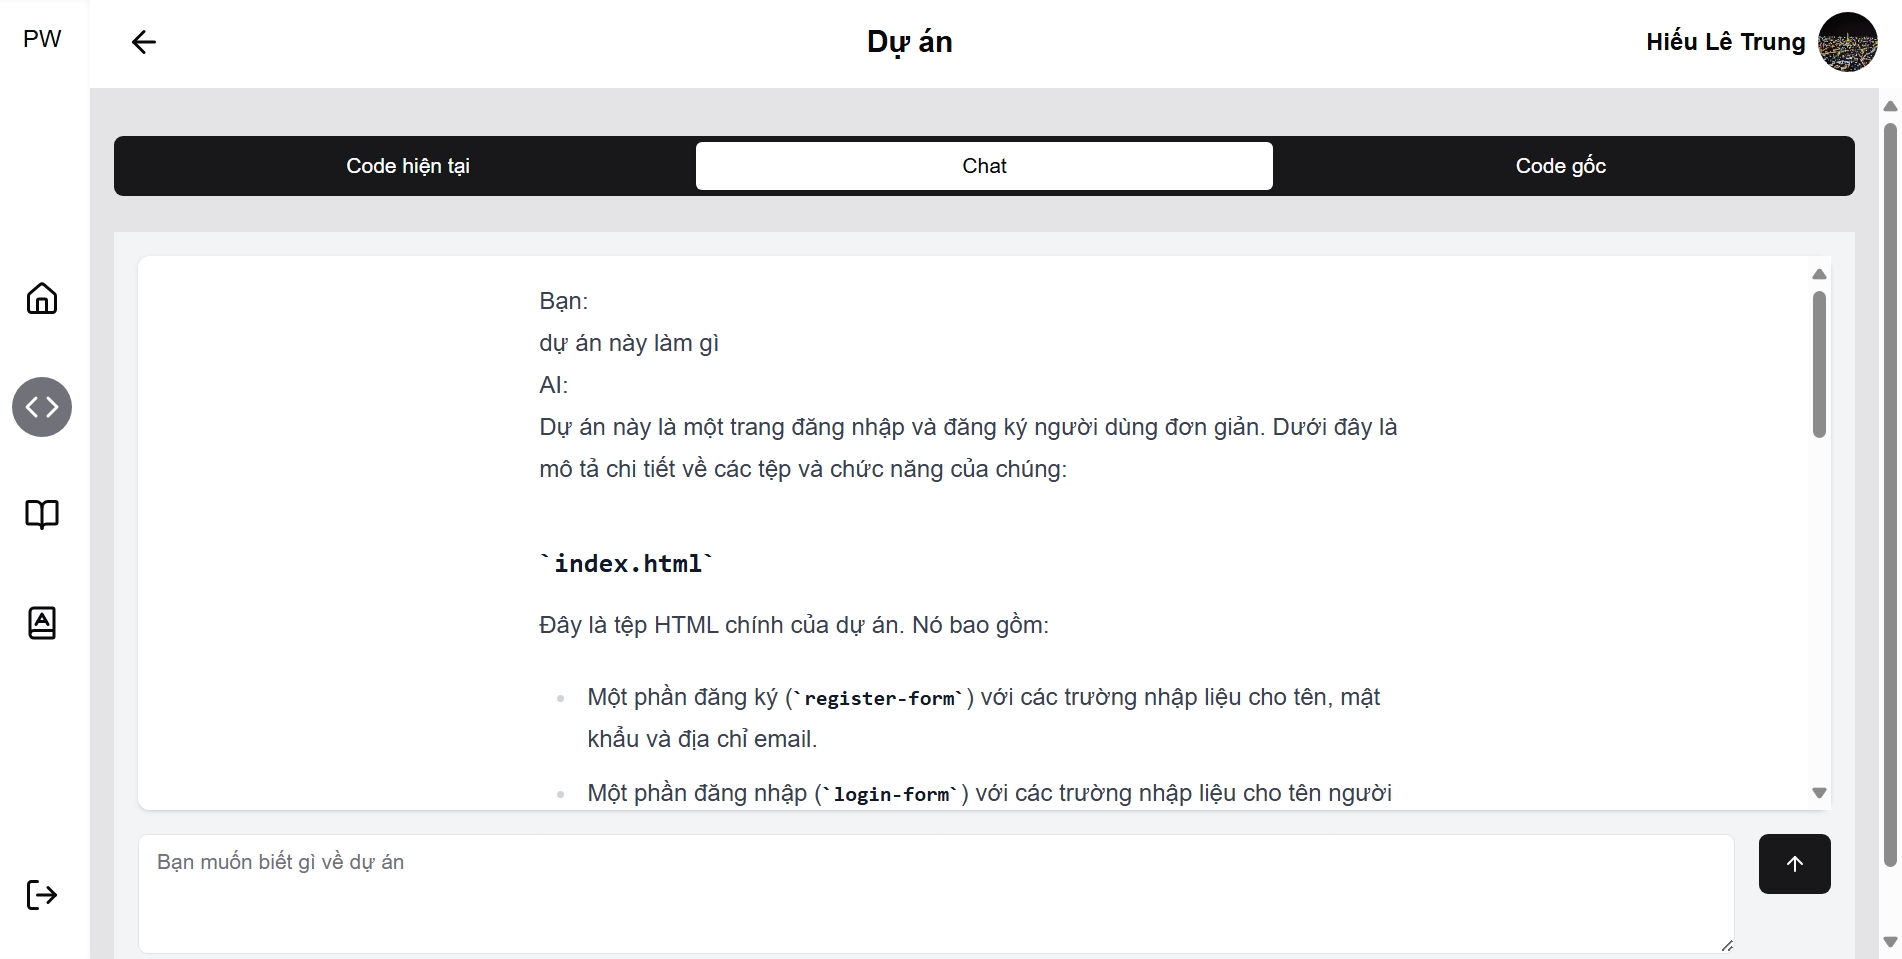 PW
Dự án
Hiếu Lê Trung
Code hiện tại
Chat
Code gốc
Bạn:
dự án này làm gì
AI:
Dự án này là một trang đăng nhập và đăng ký người dùng đơn giản. Dưới đây là
mô tả chi tiết về các tệp và chức năng của chúng:
`index.html`
Đây là tệp HTML chính của dự án. Nó bao gồm:
Một phần đăng ký (`register-form`) với các trường nhập liệu cho tên, mật
khẩu và địa chỉ email.
Một phần đăng nhập (`login-form`) với các trường nhập liệu cho tên người
Bạn muốn biết gì về dự án